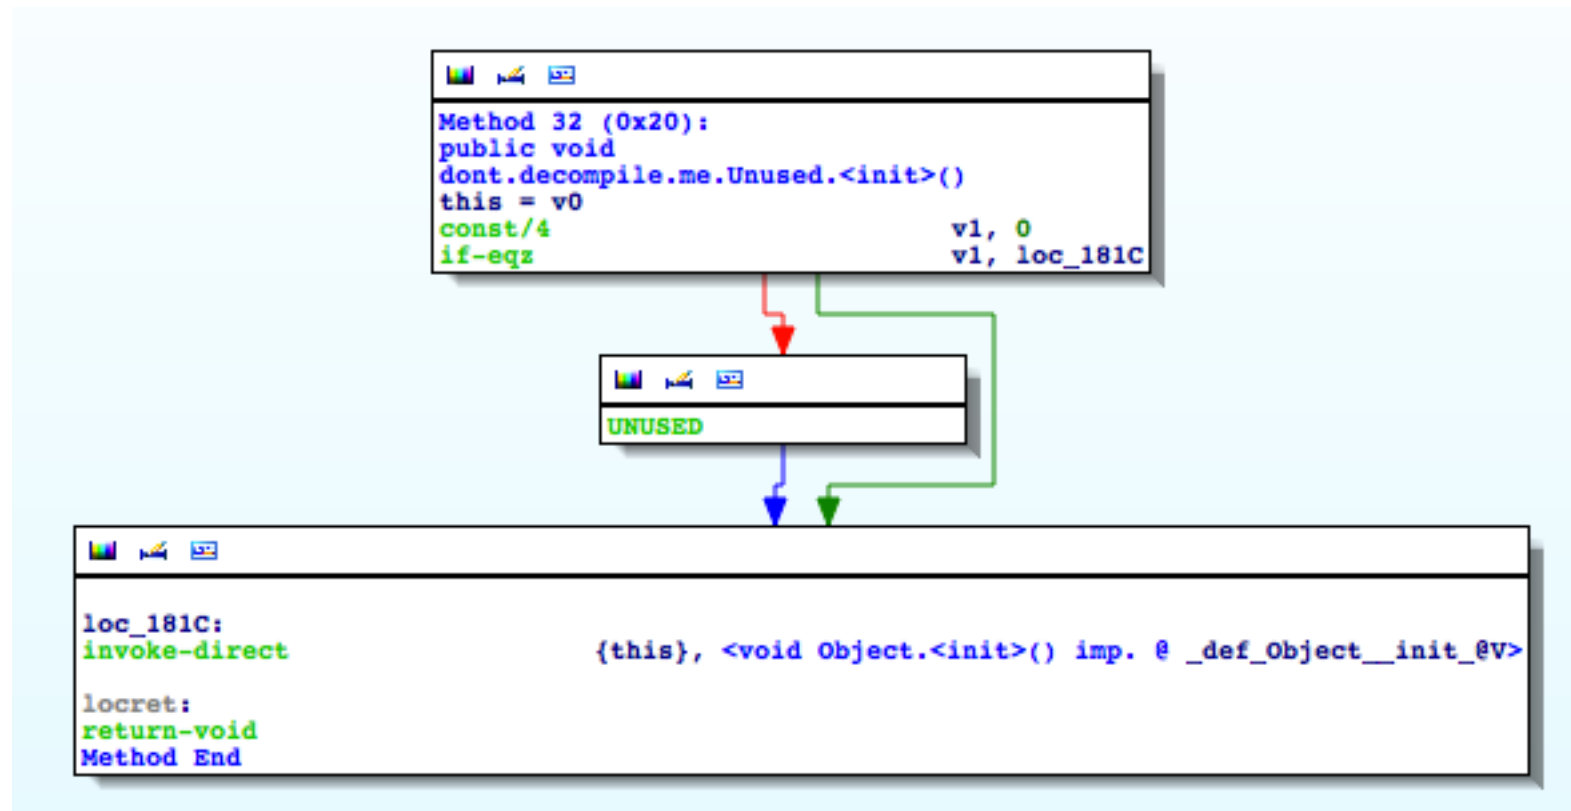 Method 32 (0x20):
public void
dont.decompile.me.Unused.<init>()
this = v0
const/4 v1, 0
if-eqz v1, loc_181C
UNUSED
loc_181C:
invoke-direct {this}, <void Object.<init>() imp. @ _def_Object__init_@V>
locret:
return-void
Method End